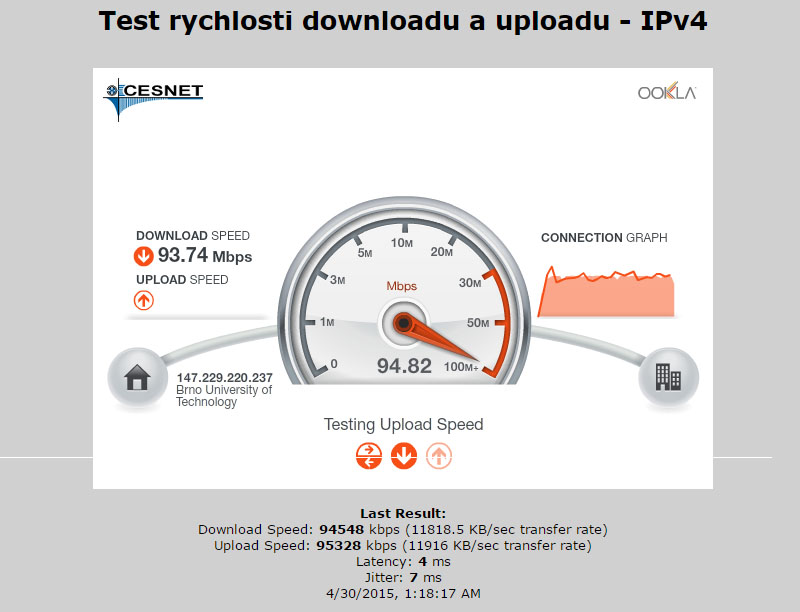 Test rychlosti downloadu a uploadu - IPv4
CESNET
OOKLA
DOWNLOAD SPEED
93.74 Mbps
UPLOAD SPEED
CONNECTION GRAPH
0
1M
3M
5M
10M
20M
30M
50M
100M+
Mbps
94.82
147.229.220.237
Brno University of
Technology
Testing Upload Speed
Last Result:
Download Speed: 94548 kbps (11818.5 KB/sec transfer rate)
Upload Speed: 95328 kbps (11916 KB/sec transfer rate)
Latency: 4 ms
Jitter: 7 ms
4/30/2015, 1:18:17 AM